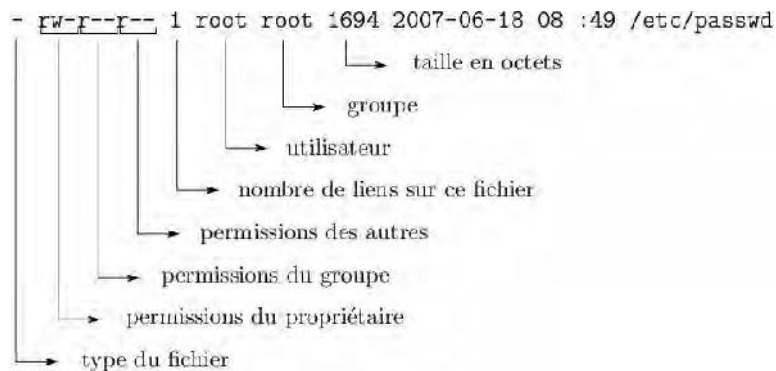 - rw-r--r-- 1 root root 1694 2007-06-18 08 :49 /etc/passwd
taille en octets
groupe
utilisateur
nombre de liens sur ce fichier
permissions des autres
permissions du groupe
permissions du propriétaire
type du fichier